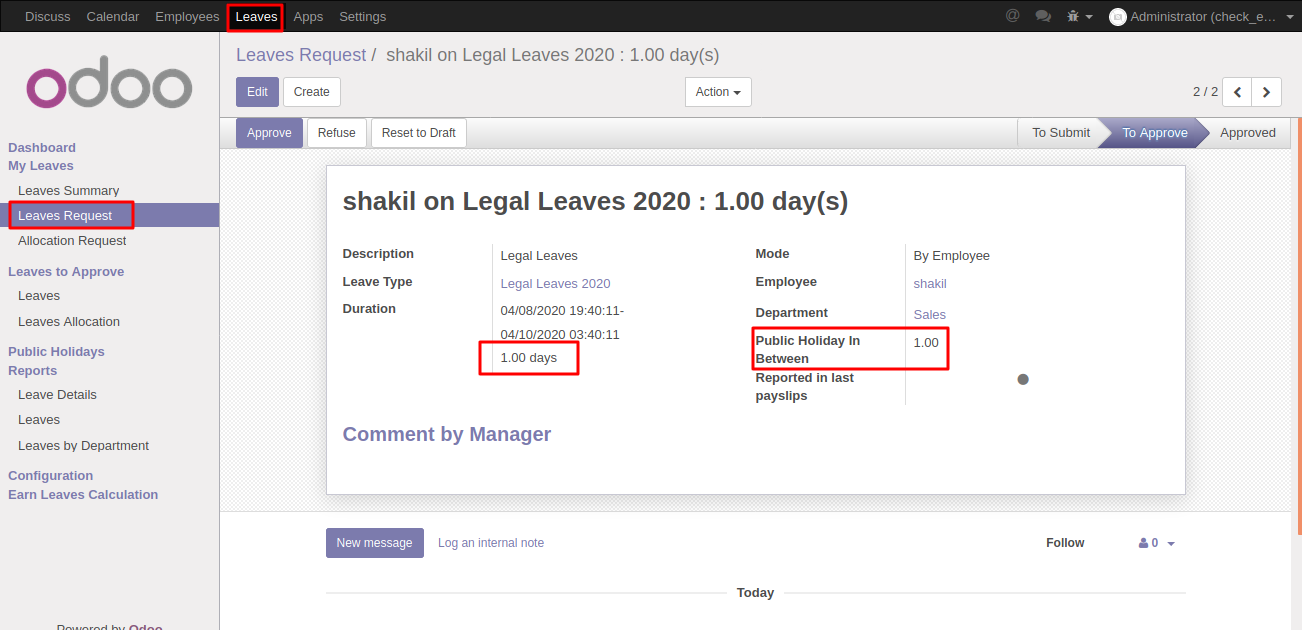 Discuss Calendar Employees Leaves Apps Settings @ Administrator (check_e...
odoo
Dashboard
My Leaves
Leaves Summary
Leaves Request
Allocation Request
Leaves to Approve
Leaves
Leaves Allocation
Public Holidays
Reports
Leave Details
Leaves
Leaves by Department
Configuration
Earn Leaves Calculation
Powered by Odoo
Leaves Request / shakil on Legal Leaves 2020 : 1.00 day(s)
Edit Create Action 2 / 2
Approve Refuse Reset to Draft To Submit To Approve Approved
shakil on Legal Leaves 2020 : 1.00 day(s)
Description Legal Leaves
Leave Type Legal Leaves 2020
Duration 04/08/2020 19:40:11-
04/10/2020 03:40:11
1.00 days
Mode By Employee
Employee shakil
Department Sales
Public Holiday In 1.00
Between
Reported in last
payslips
Comment by Manager
New message Log an internal note Follow 0
Today